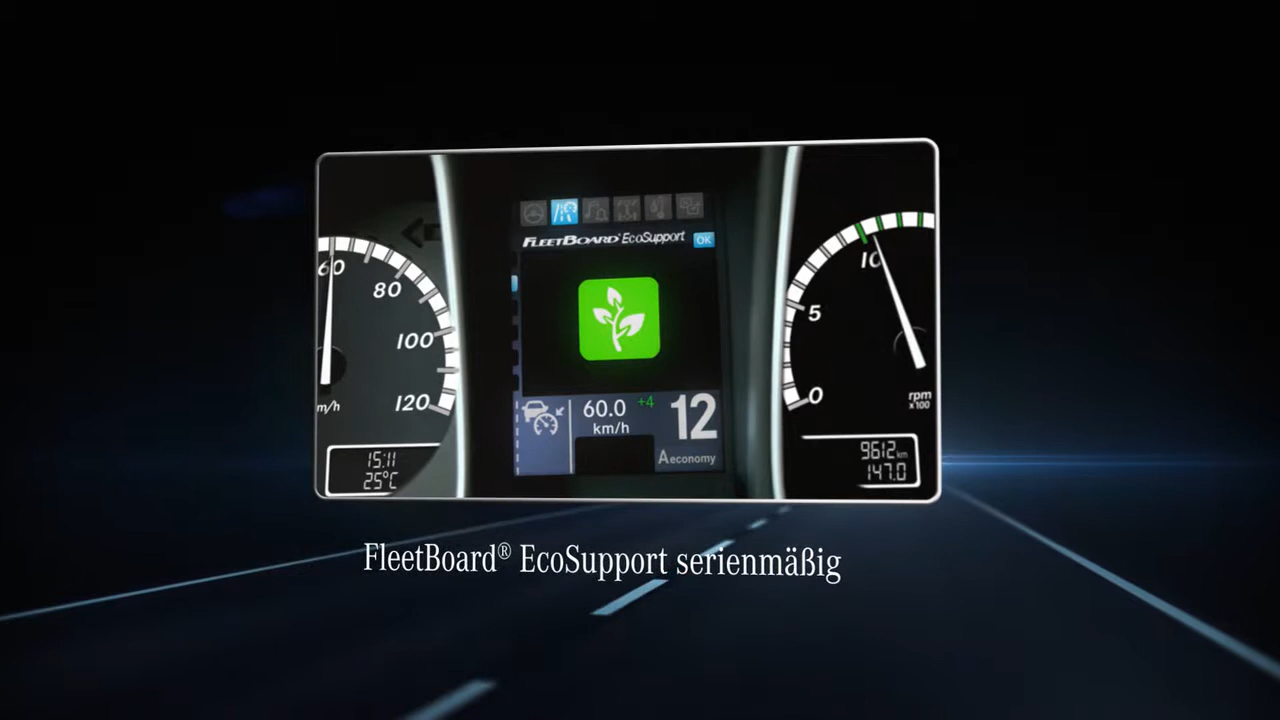 FLEETBOARD® EcoSupport OK
60
80
100
120
m/h
15:11
25°C
60.0 +4
km/h
12
Aeconomy
10
5
0
rpm
x100
9612 km
147.0
FleetBoard® EcoSupport serienmäßig